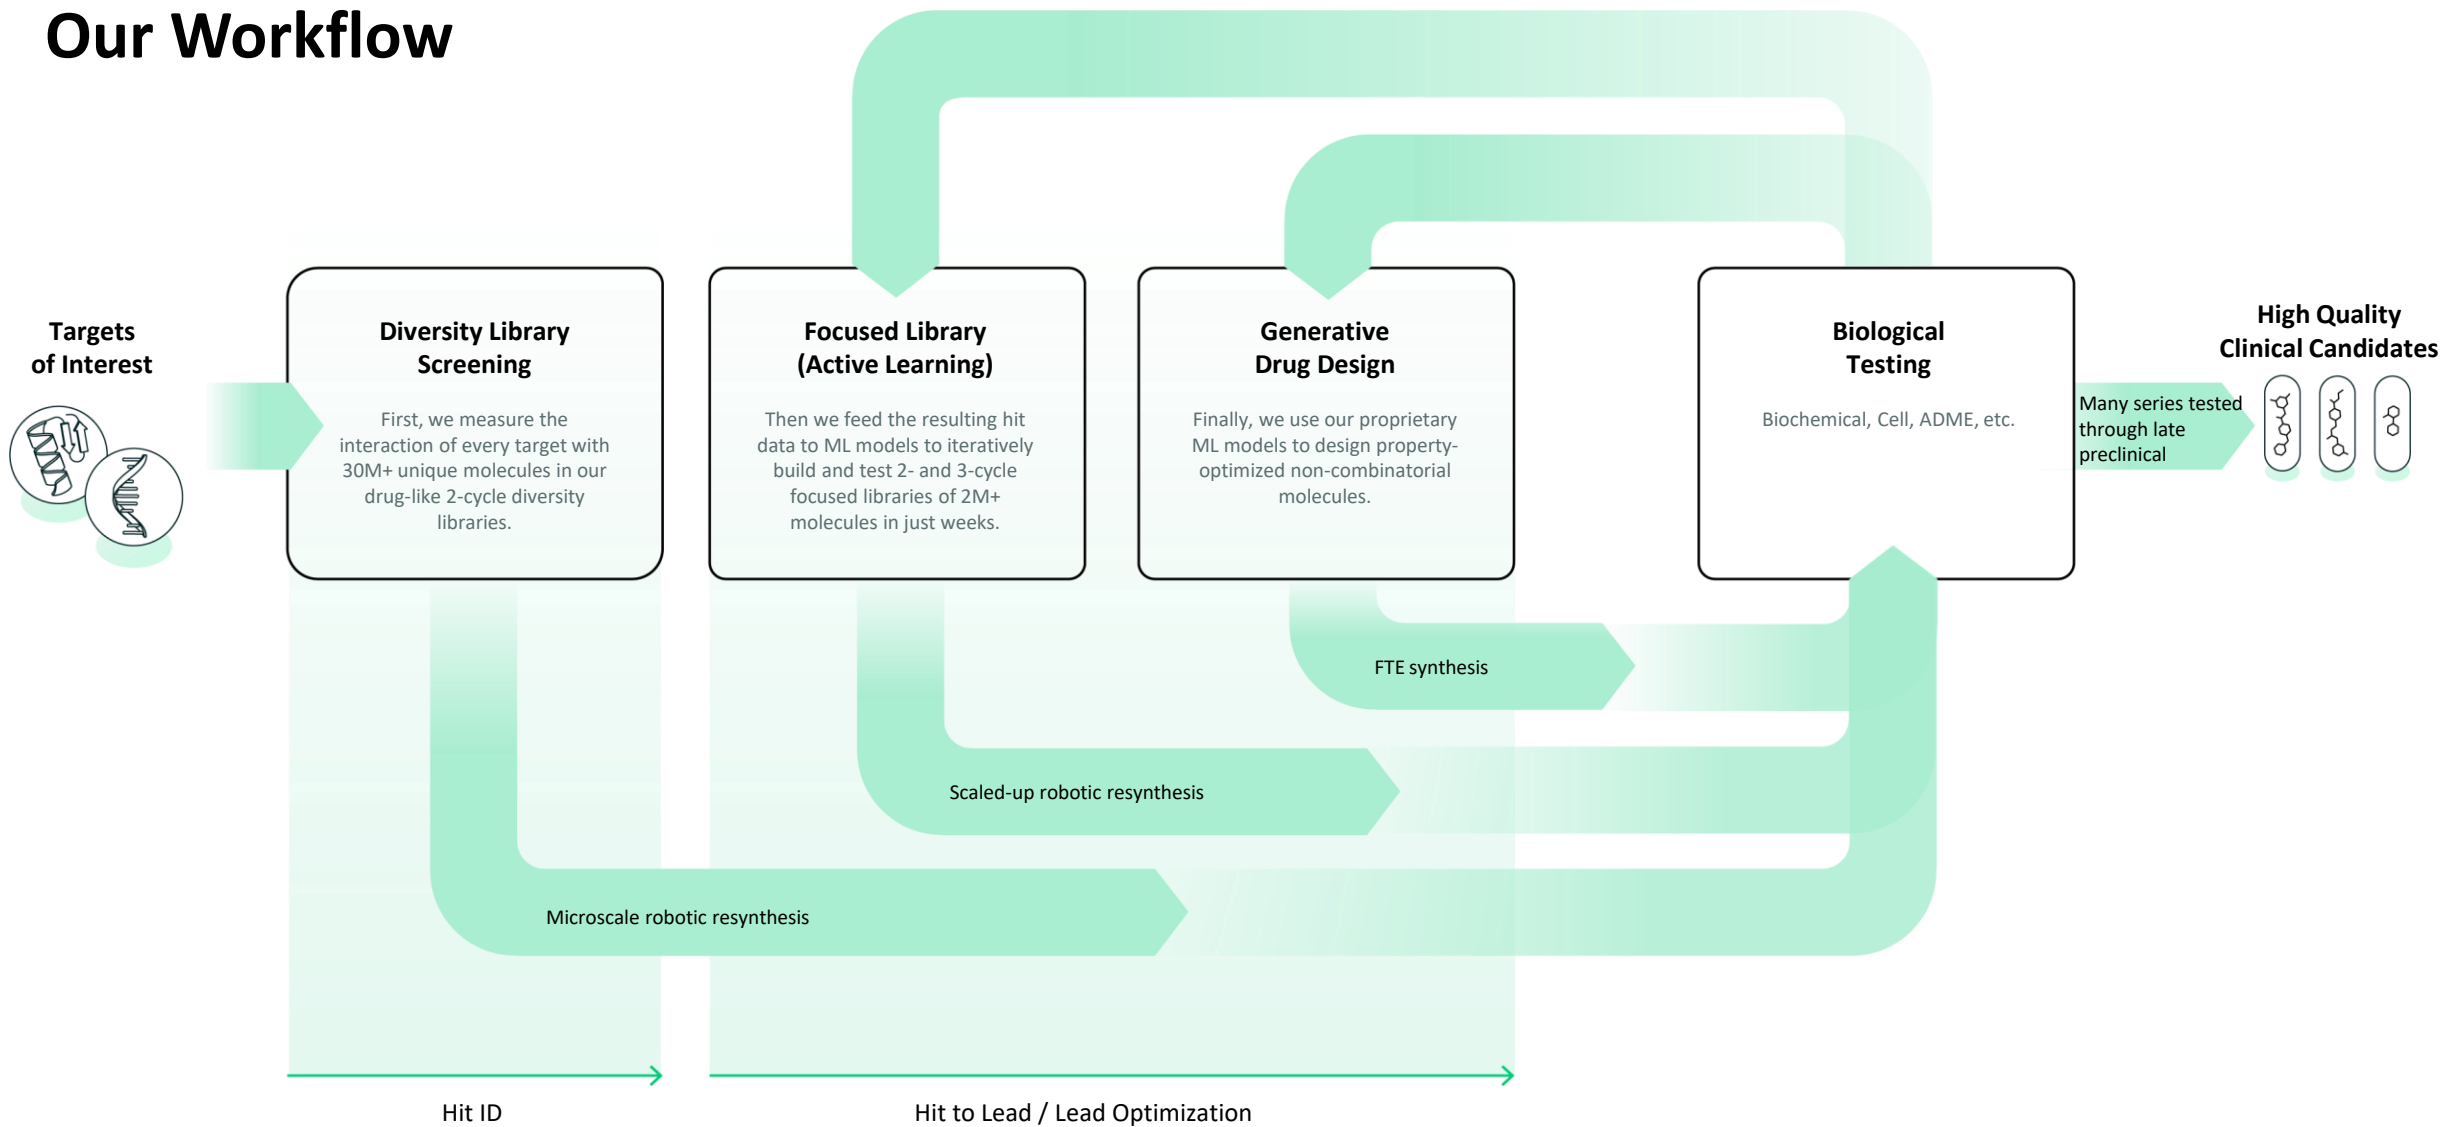 Our Workflow
Targets
of Interest
Diversity Library
Screening
First, we measure the
interaction of every target with
30M+ unique molecules in our
drug-like 2-cycle diversity
libraries.
Focused Library
(Active Learning)
Then we feed the resulting hit
data to ML models to iteratively
build and test 2- and 3-cycle
focused libraries of 2M+
molecules in just weeks.
Generative
Drug Design
Finally, we use our proprietary
ML models to design property-
optimized non-combinatorial
molecules.
Biological
Testing
Biochemical, Cell, ADME, etc.
Many series tested
through late
preclinical
High Quality
Clinical Candidates
FTE synthesis
Scaled-up robotic resynthesis
Microscale robotic resynthesis
Hit ID
Hit to Lead / Lead Optimization